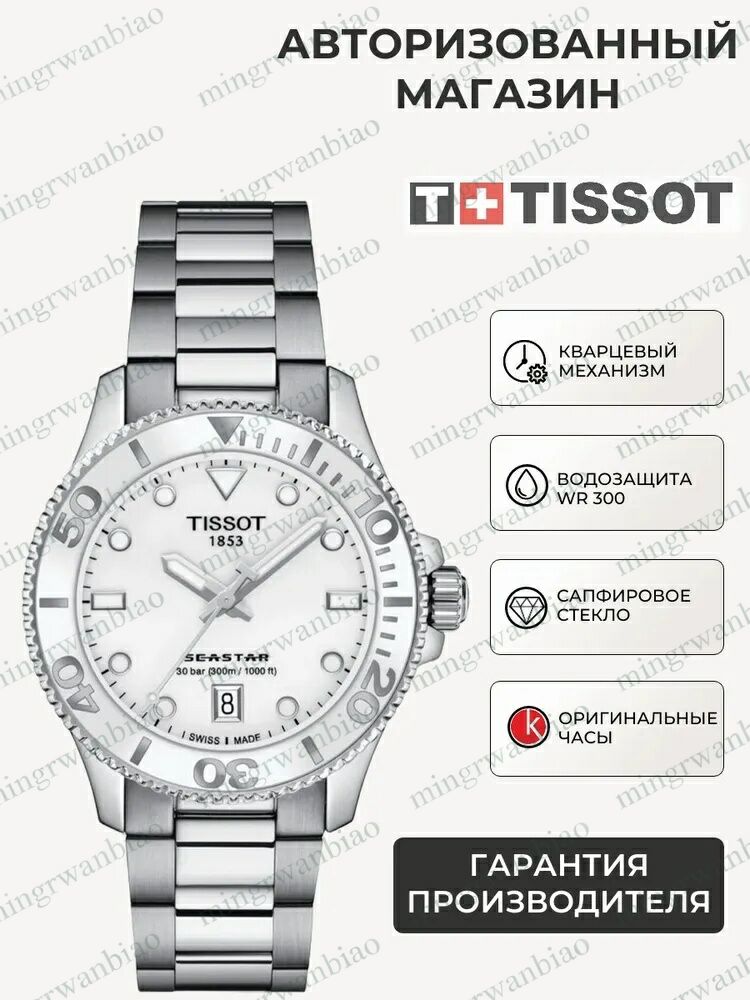 АВТОРИЗОВАННЫЙ
МАГАЗИН
T+TISSOT
КВАРЦЕВЫЙ
МЕХАНИЗМ
ВОДОЗАЩИТА
WR 300
САПФИРОВОЕ
СТЕКЛО
ОРИГИНАЛЬНЫЕ
ЧАСЫ
ГАРАНТИЯ
ПРОИЗВОДИТЕЛЯ
TISSOT
1853
SEASTAR
30 bar (300m / 1000 ft)
8
SWISS MADE
10
20
30
40
50
k
mingrwanbiao